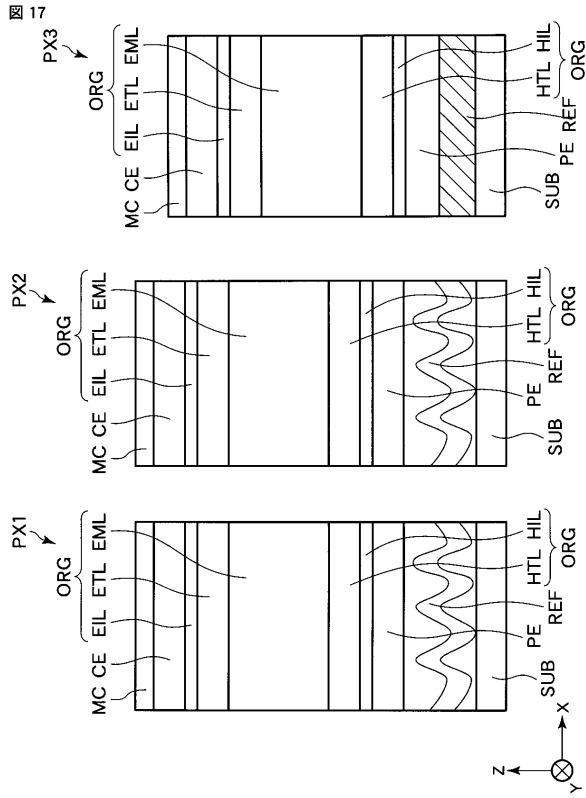 図 17
PX1
ORG
MC CE EIL ETL EML
SUB PE REF HTL HIL
ORG
PX2
ORG
MC CE EIL ETL EML
SUB PE REF HTL HIL
ORG
PX3
ORG
MC CE EIL ETL EML
SUB PE REF HTL HIL
ORG
Z
X
Y